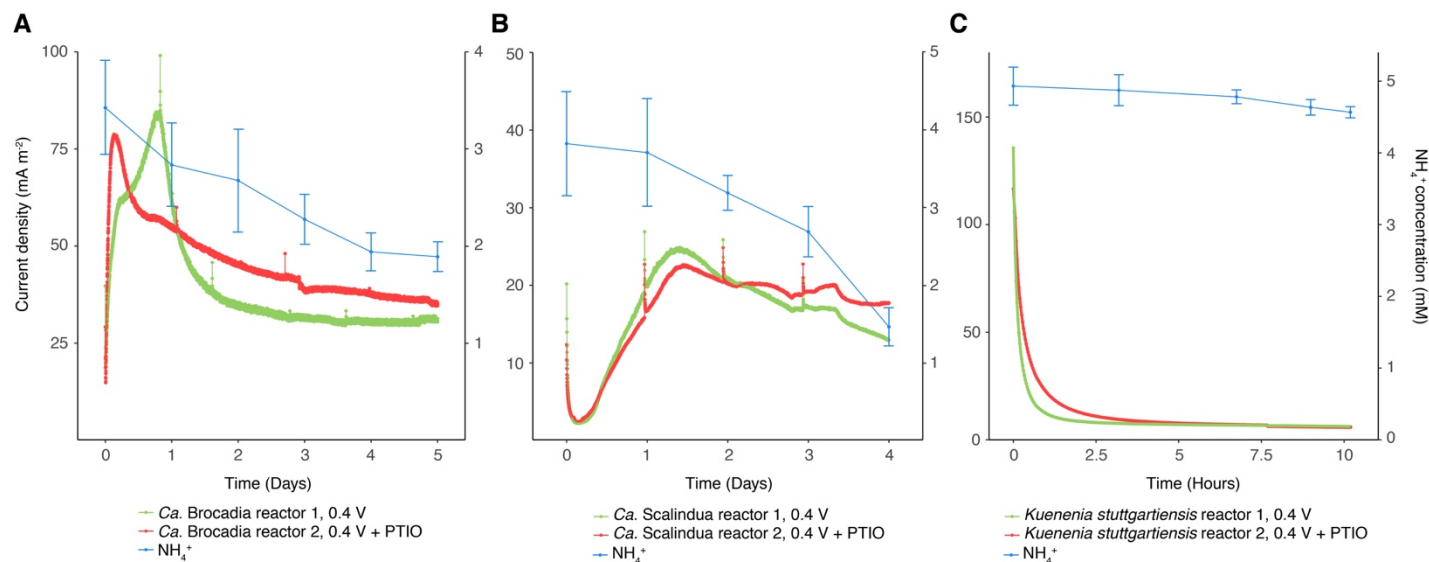 A
B
C
100
75
50
25
Current density (mA m⁻²)
4
3
2
1
0 1 2 3 4 5
Time (Days)
Ca. Brocadia reactor 1, 0.4 V
Ca. Brocadia reactor 2, 0.4 V + PTIO
NH₄⁺
50
40
30
20
10
5
4
3
2
1
0 1 2 3 4
Time (Days)
Ca. Scalindua reactor 1, 0.4 V
Ca. Scalindua reactor 2, 0.4 V + PTIO
NH₄⁺
150
100
50
0
5
4
3
2
1
0
NH₄⁺concentration (mM)
0 2.5 5 7.5 10
Time (Hours)
Kuenenia stuttgartiensis reactor 1, 0.4 V
Kuenenia stuttgartiensis reactor 2, 0.4 V + PTIO
NH₄⁺